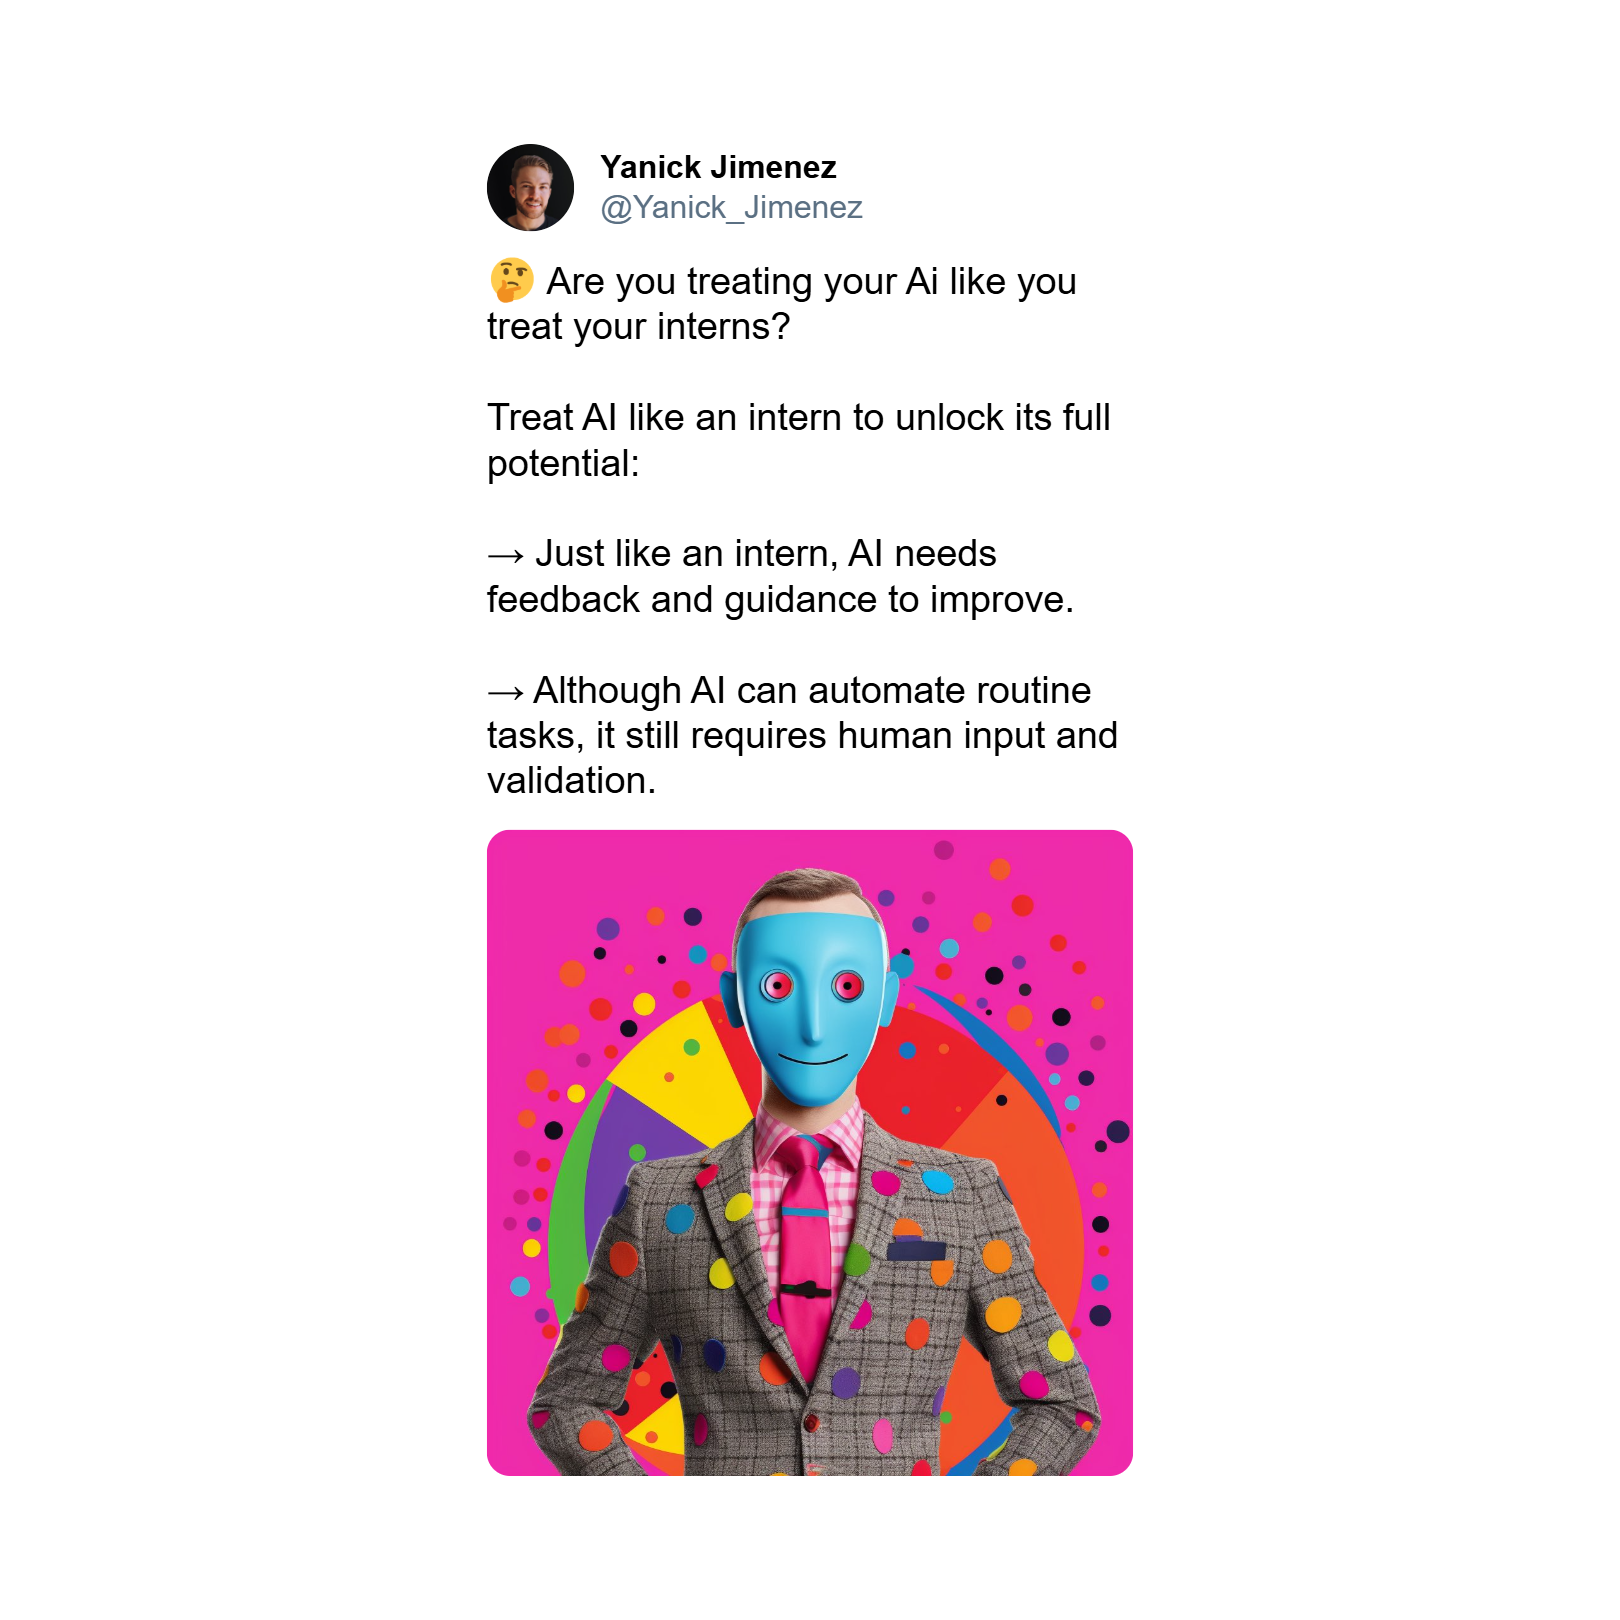 Yanick Jimenez
@Yanick_Jimenez
🤔 Are you treating your Ai like you
treat your interns?
Treat AI like an intern to unlock its full
potential:
→ Just like an intern, AI needs
feedback and guidance to improve.
→ Although AI can automate routine
tasks, it still requires human input and
validation.